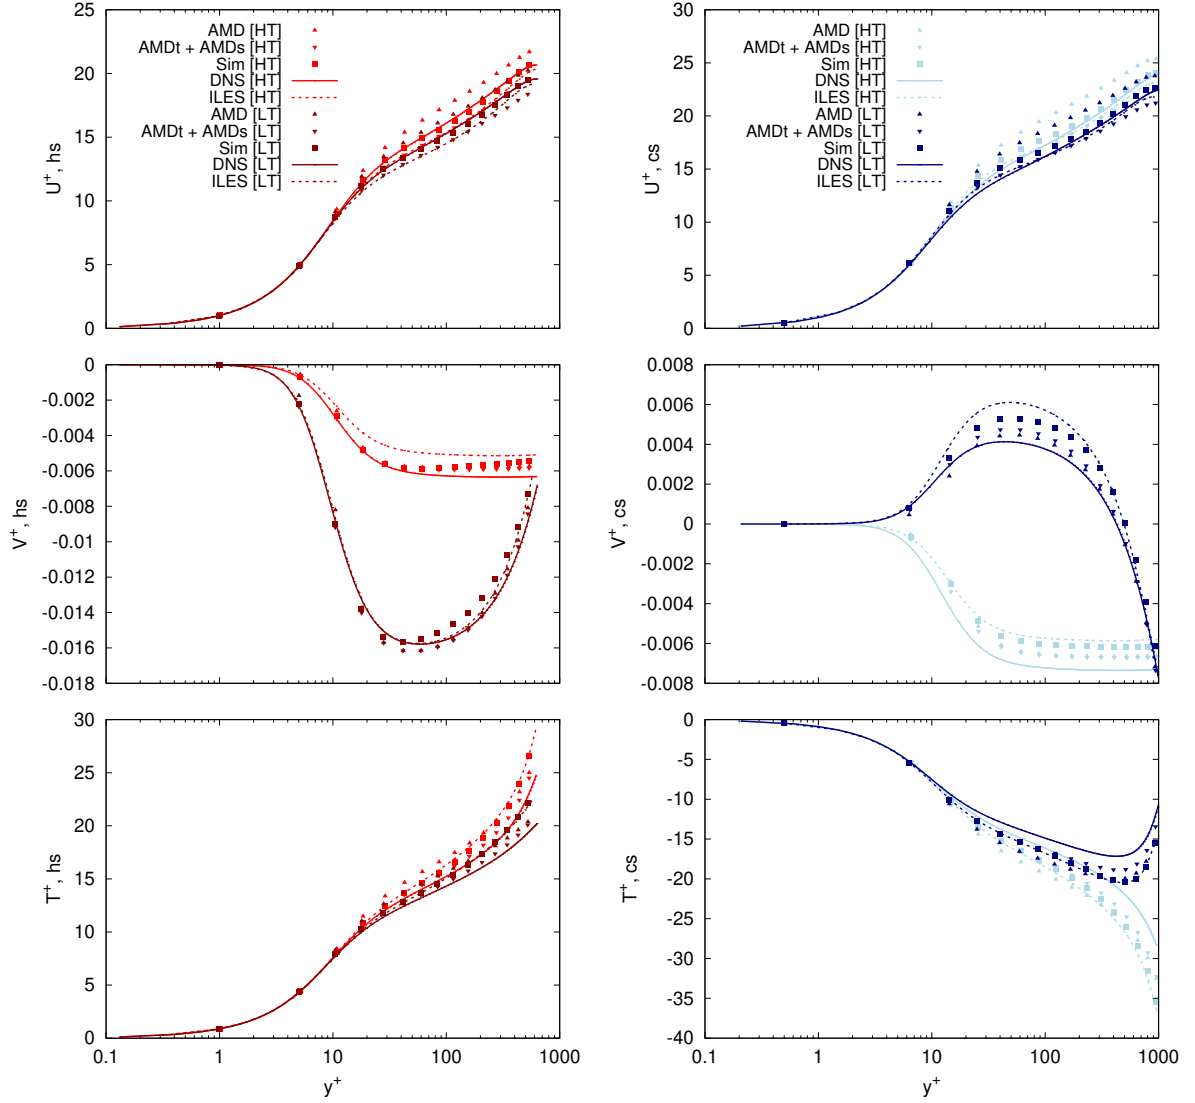 25
20
15
10
5
0
U⁺, hs
AMD [HT]
AMDt + AMDs [HT]
Sim [HT]
DNS [HT]
ILES [HT]
AMD [LT]
AMDt + AMDs [LT]
Sim [LT]
DNS [LT]
ILES [LT]
30
25
20
15
10
5
0
U⁺, cs
AMD [HT]
AMDt + AMDs [HT]
Sim [HT]
DNS [HT]
ILES [HT]
AMD [LT]
AMDt + AMDs [LT]
Sim [LT]
DNS [LT]
ILES [LT]
0
-0.002
-0.004
-0.006
-0.008
-0.01
-0.012
-0.014
-0.016
-0.018
V⁺, hs
0.008
0.006
0.004
0.002
0
-0.002
-0.004
-0.006
-0.008
V⁺, cs
30
25
20
15
10
5
0
T⁺, hs
0.1 1 10 100 1000
y⁺
0
-5
-10
-15
-20
-25
-30
-35
-40
T⁺, cs
0.1 1 10 100 1000
y⁺